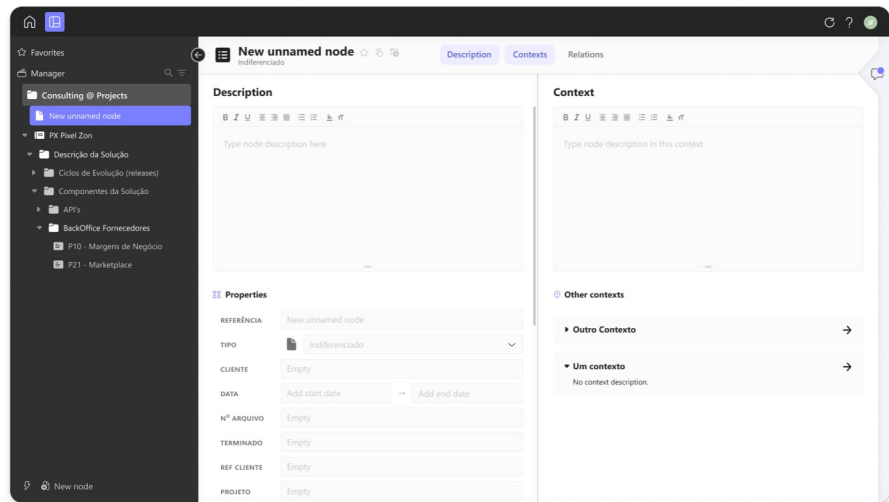 JF
Favorites
Manager
Consulting @ Projects
New unnamed node
PX Pixel Zon
Descrição da Solução
Ciclos de Evolução (releases)
Componentes da Solução
API's
BackOffice Fornecedores
P10 - Margens de Negócio
P21 - Marketplace
New node
New unnamed node
Indiferenciado
Description
Contexts
Relations
Description
B I U
Type node description here
Properties
REFERÊNCIA New unnamed node
TIPO Indiferenciado
CLIENTE Empty
DATA Add start date → Add end date
Nº ARQUIVO Empty
TERMINADO Empty
REF CLIENTE Empty
PROJETO Empty
Context
B I U
Type node description in this context
Other contexts
Outro Contexto
Um contexto
No context description.